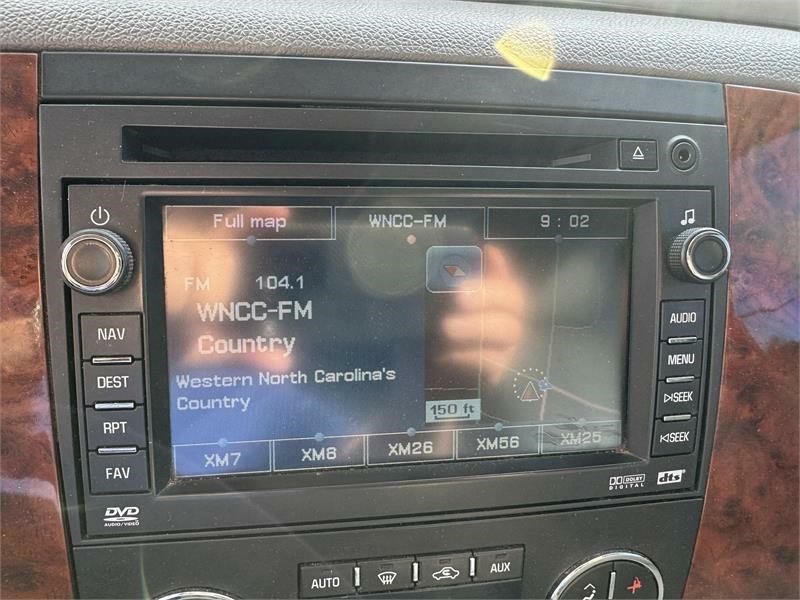 Full map WNCC-FM 9:02
FM 104.1
WNCC-FM
Country
Western North Carolina's
Country
150 ft
XM7 XM8 XM26 XM56 XM25
NAV
DEST
RPT
FAV
AUDIO
MENU
SEEK
SEEK
DVD
AUDIO/VIDEO
DOLBY
DIGITAL
dts
AUTO AUX